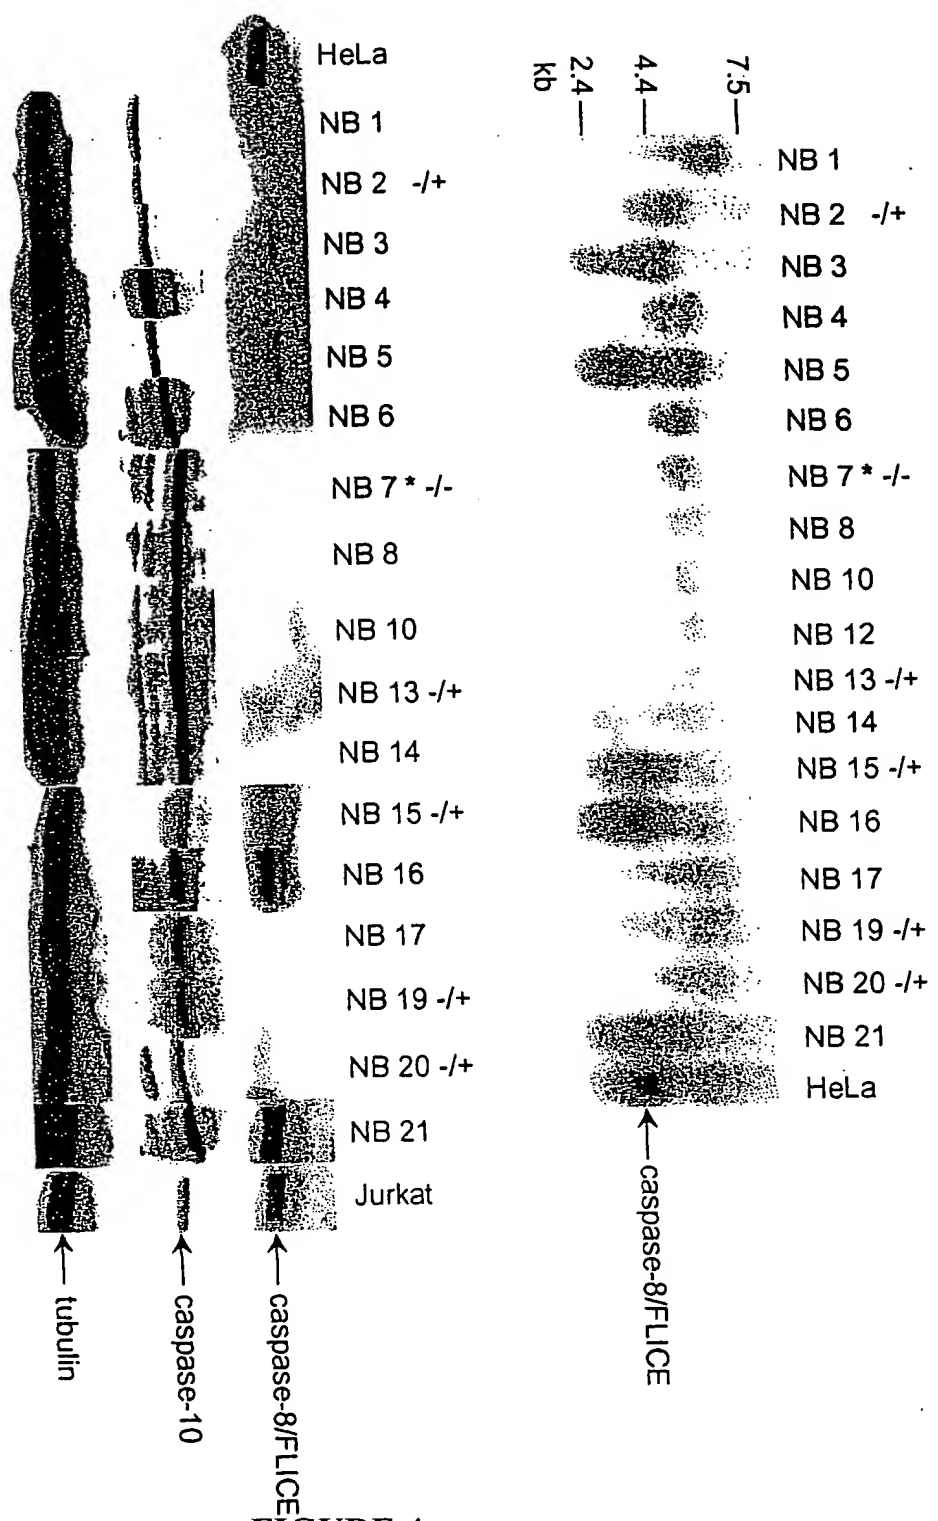 HeLa
NB 1
NB 2 -/+
NB 3
NB 4
NB 5
NB 6
NB 7 * -/-
NB 8
NB 10
NB 13 -/+
NB 14
NB 15 -/+
NB 16
NB 17
NB 19 -/+
NB 20 -/+
NB 21
Jurkat
tubulin
caspase-10
caspase-8/FLICE
7.5
4.4
2.4
kb
NB 1
NB 2 -/+
NB 3
NB 4
NB 5
NB 6
NB 7 * -/-
NB 8
NB 10
NB 12
NB 13 -/+
NB 14
NB 15 -/+
NB 16
NB 17
NB 19 -/+
NB 20 -/+
NB 21
HeLa
caspase-8/FLICE